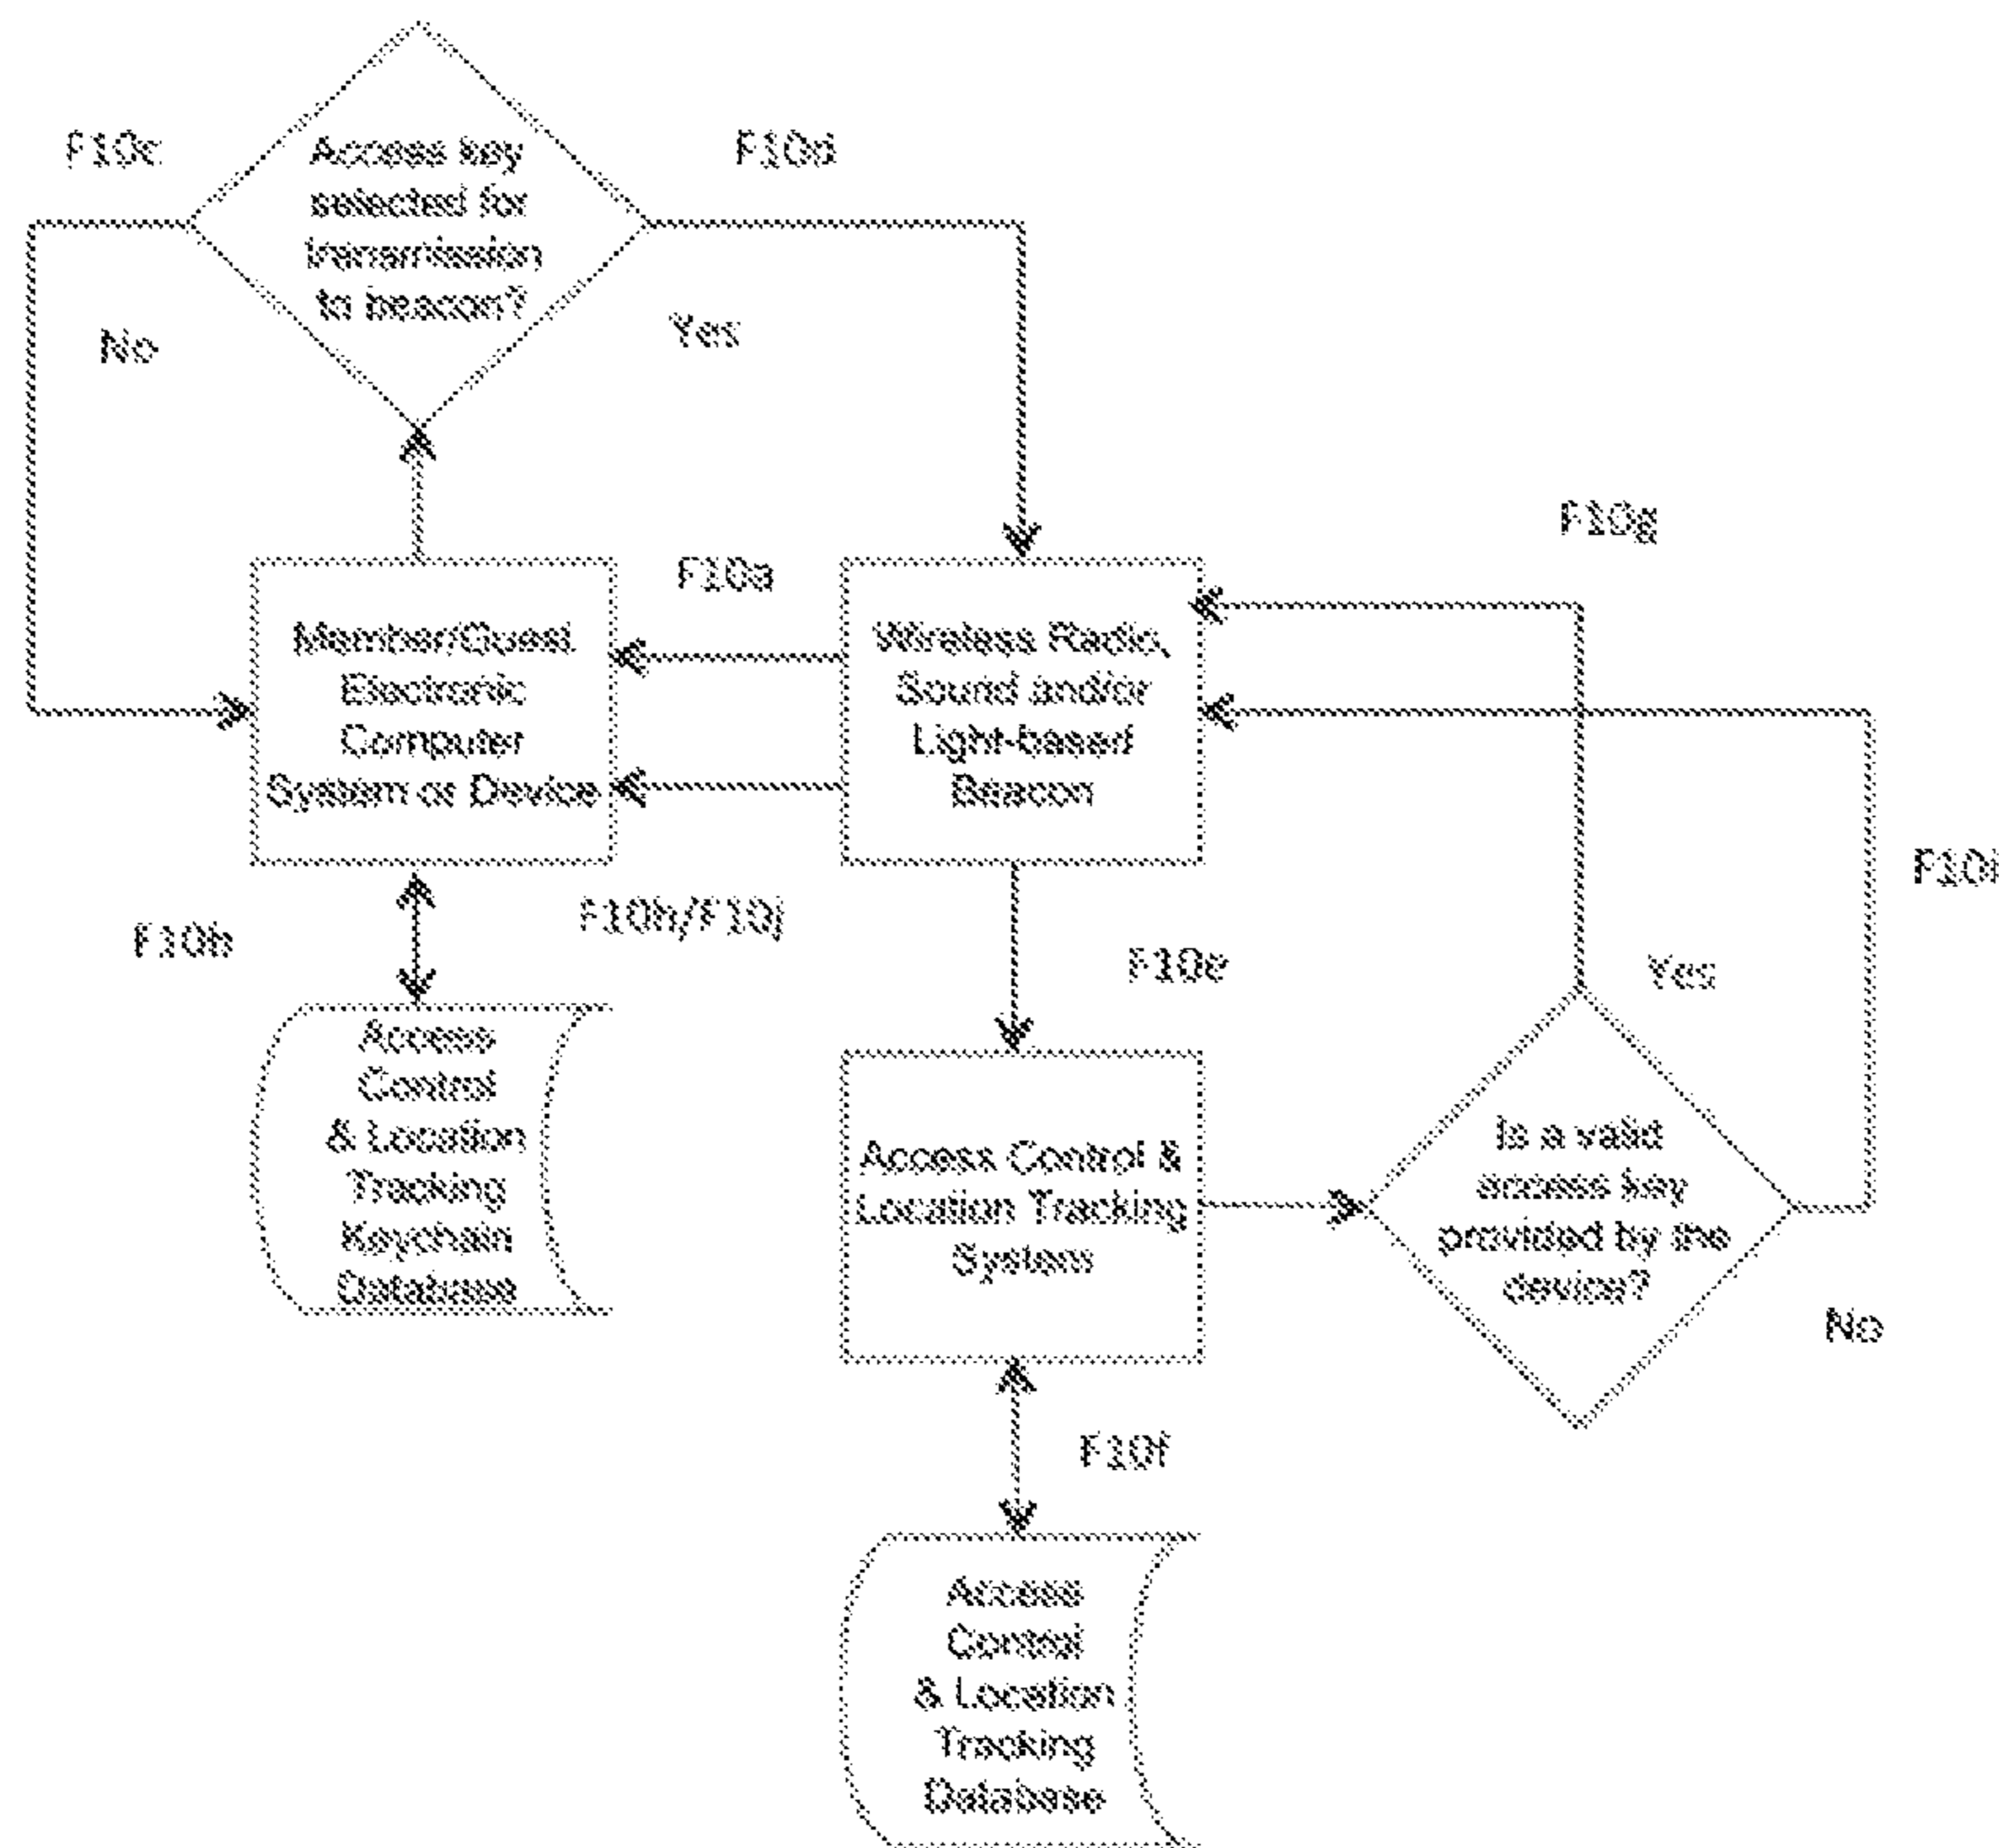 F10c
Access key
selected for
transmission
to beacon?
F10d
No
Yes
F10g
F10a
Member/Guest
Electronic
Computer
System or Device
Wireless Radio,
Sound and/or
Light-based
Beacon
F10i
F10b
F10h/F10j
F10e
Yes
Access
Control
& Location
Tracking
Keychain
Database
Access Control &
Location Tracking
System
Is a valid
access key
provided by the
device?
No
F10f
Access
Control
& Location
Tracking
Database